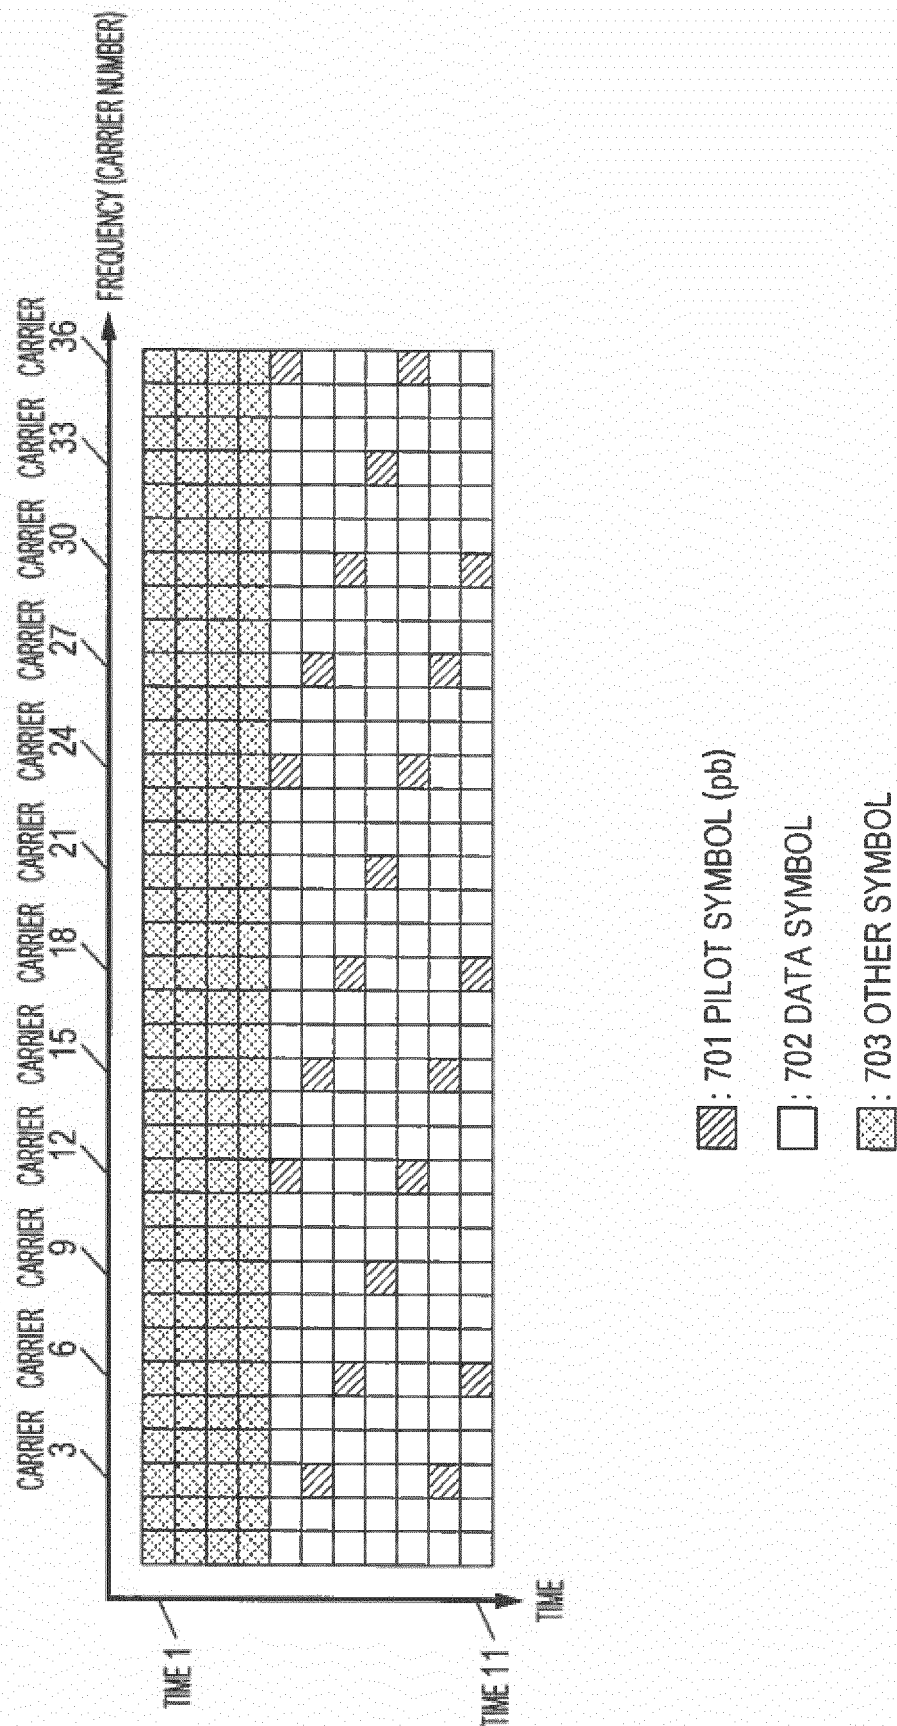 CARRIER 3
CARRIER 6
CARRIER 9
CARRIER 12
CARRIER 15
CARRIER 18
CARRIER 21
CARRIER 24
CARRIER 27
CARRIER 30
CARRIER 33
CARRIER 36
FREQUENCY (CARRIER NUMBER)
TIME 1
TIME 11
TIME
: 701 PILOT SYMBOL (pb)
: 702 DATA SYMBOL
: 703 OTHER SYMBOL